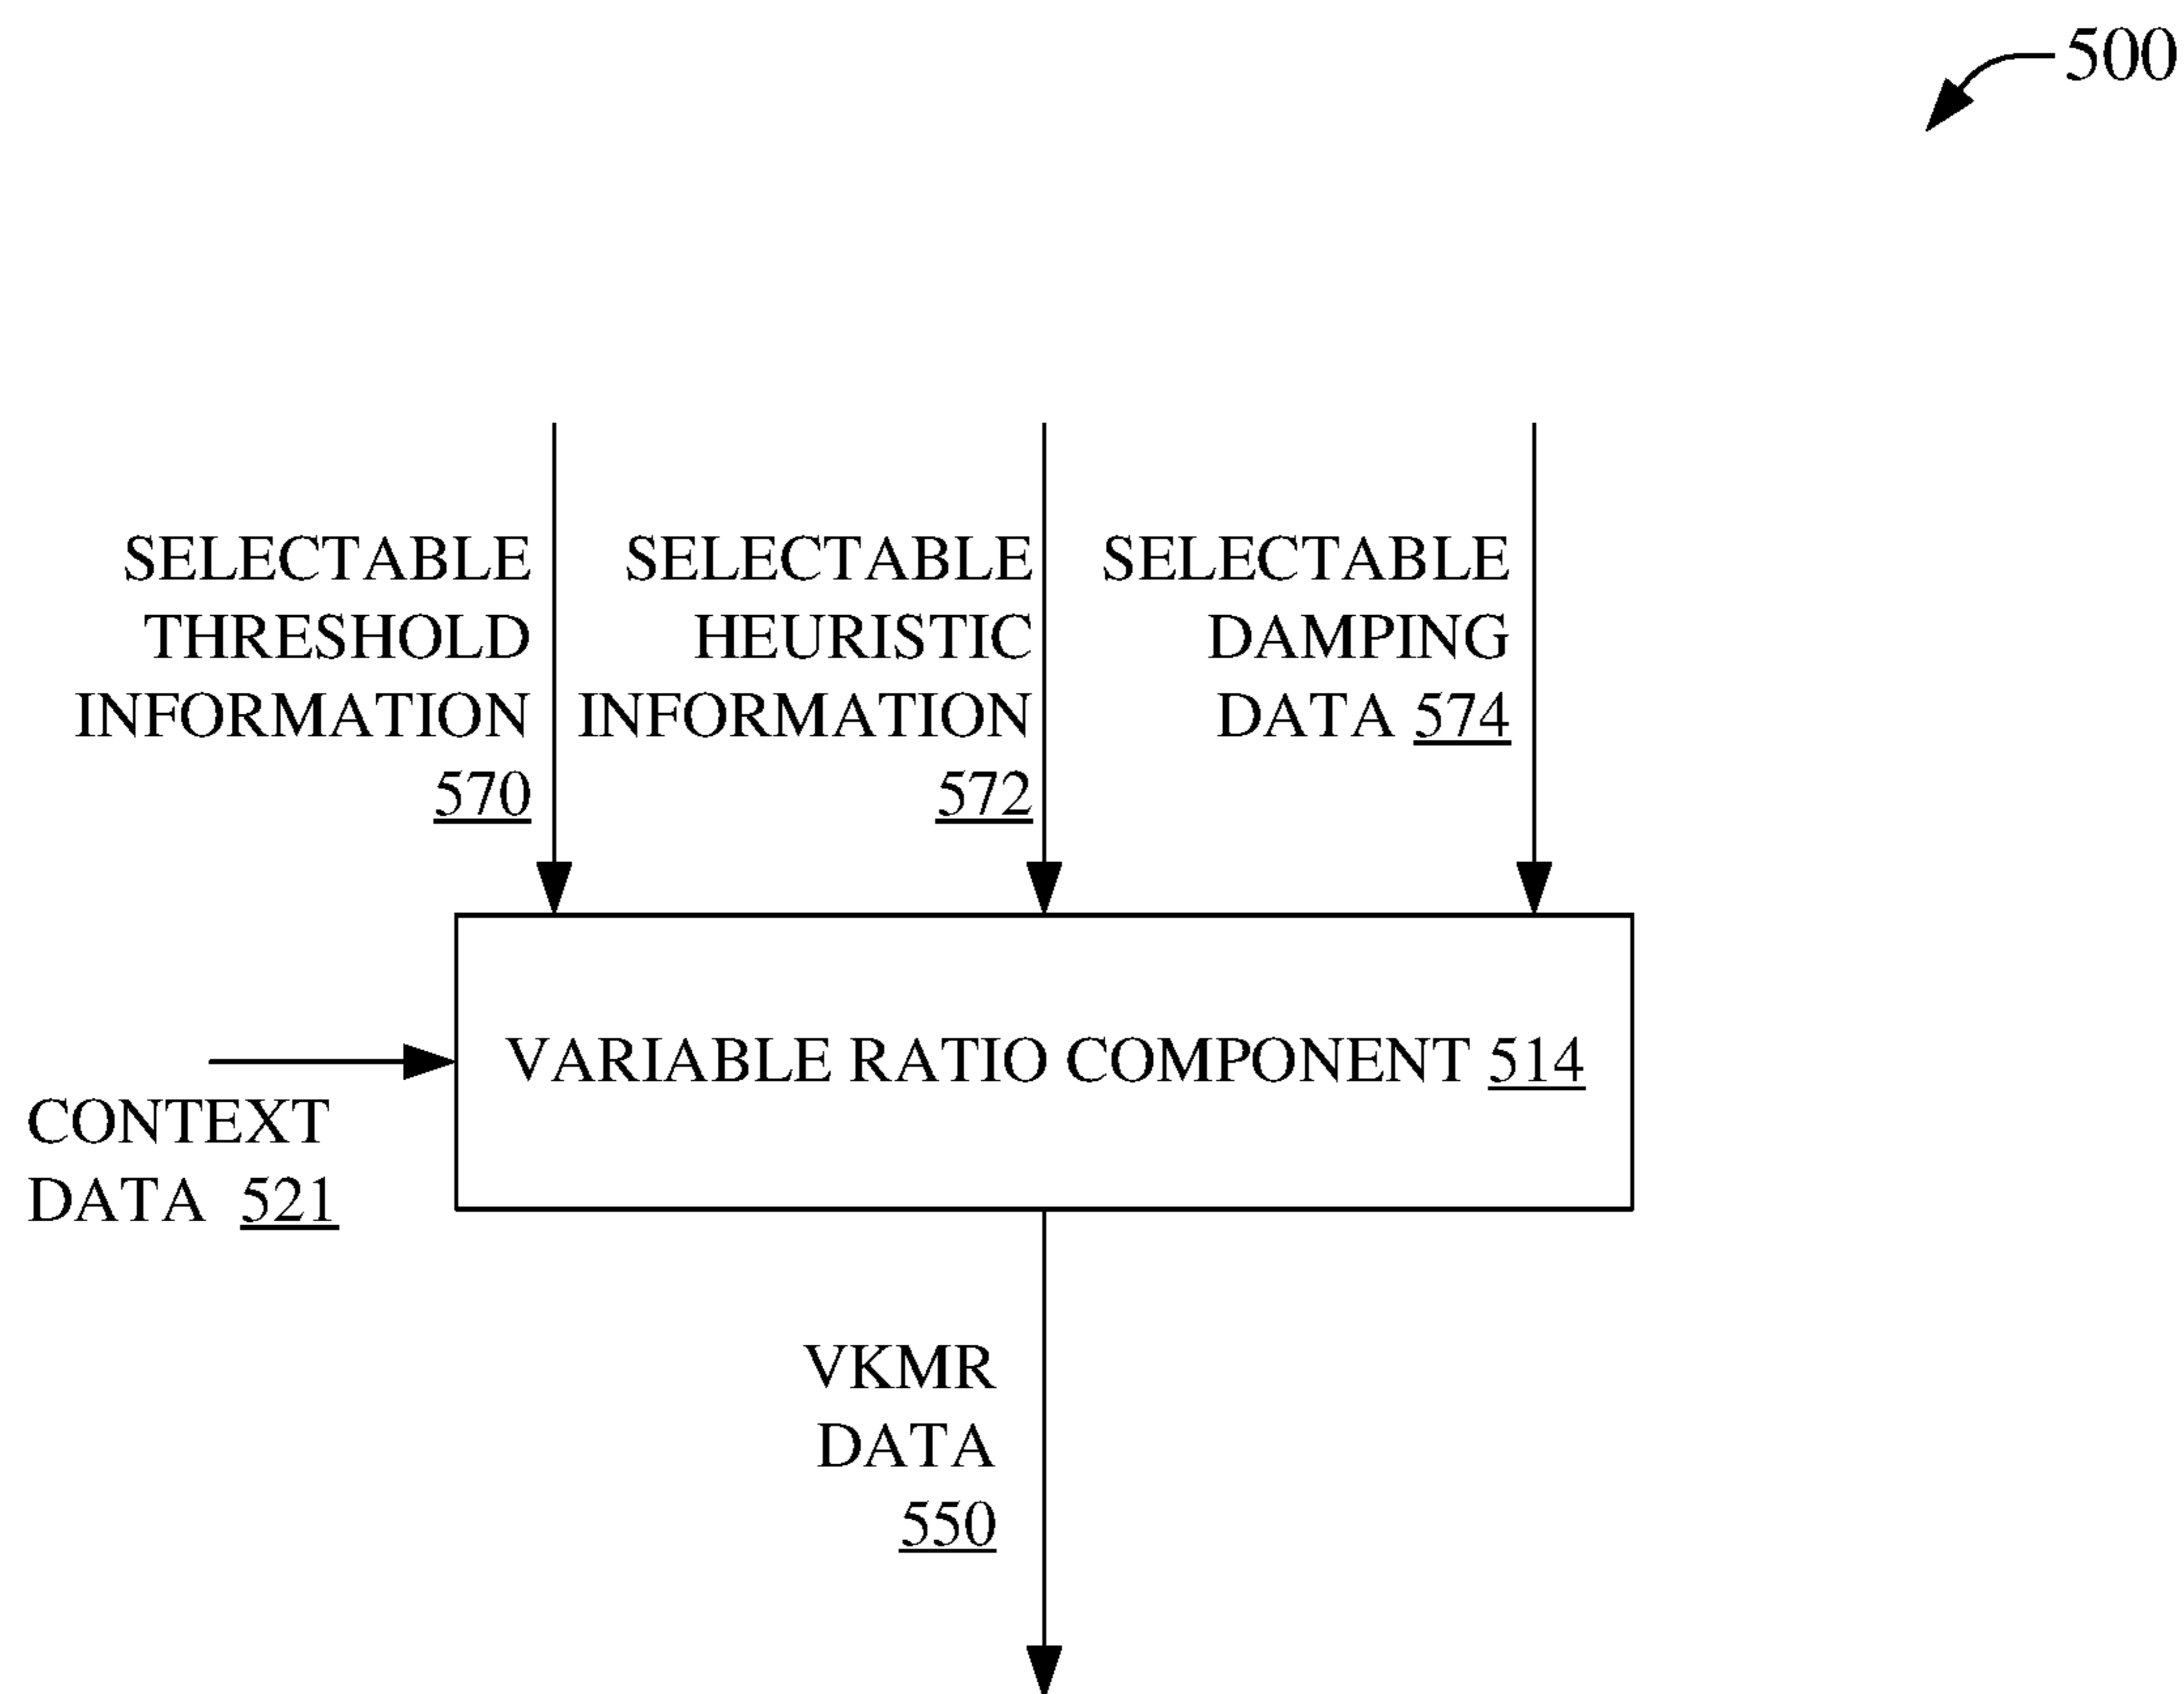 500
SELECTABLE
THRESHOLD
INFORMATION
570
SELECTABLE
HEURISTIC
INFORMATION
572
SELECTABLE
DAMPING
DATA 574
VARIABLE RATIO COMPONENT 514
CONTEXT
DATA 521
VKMR
DATA
550